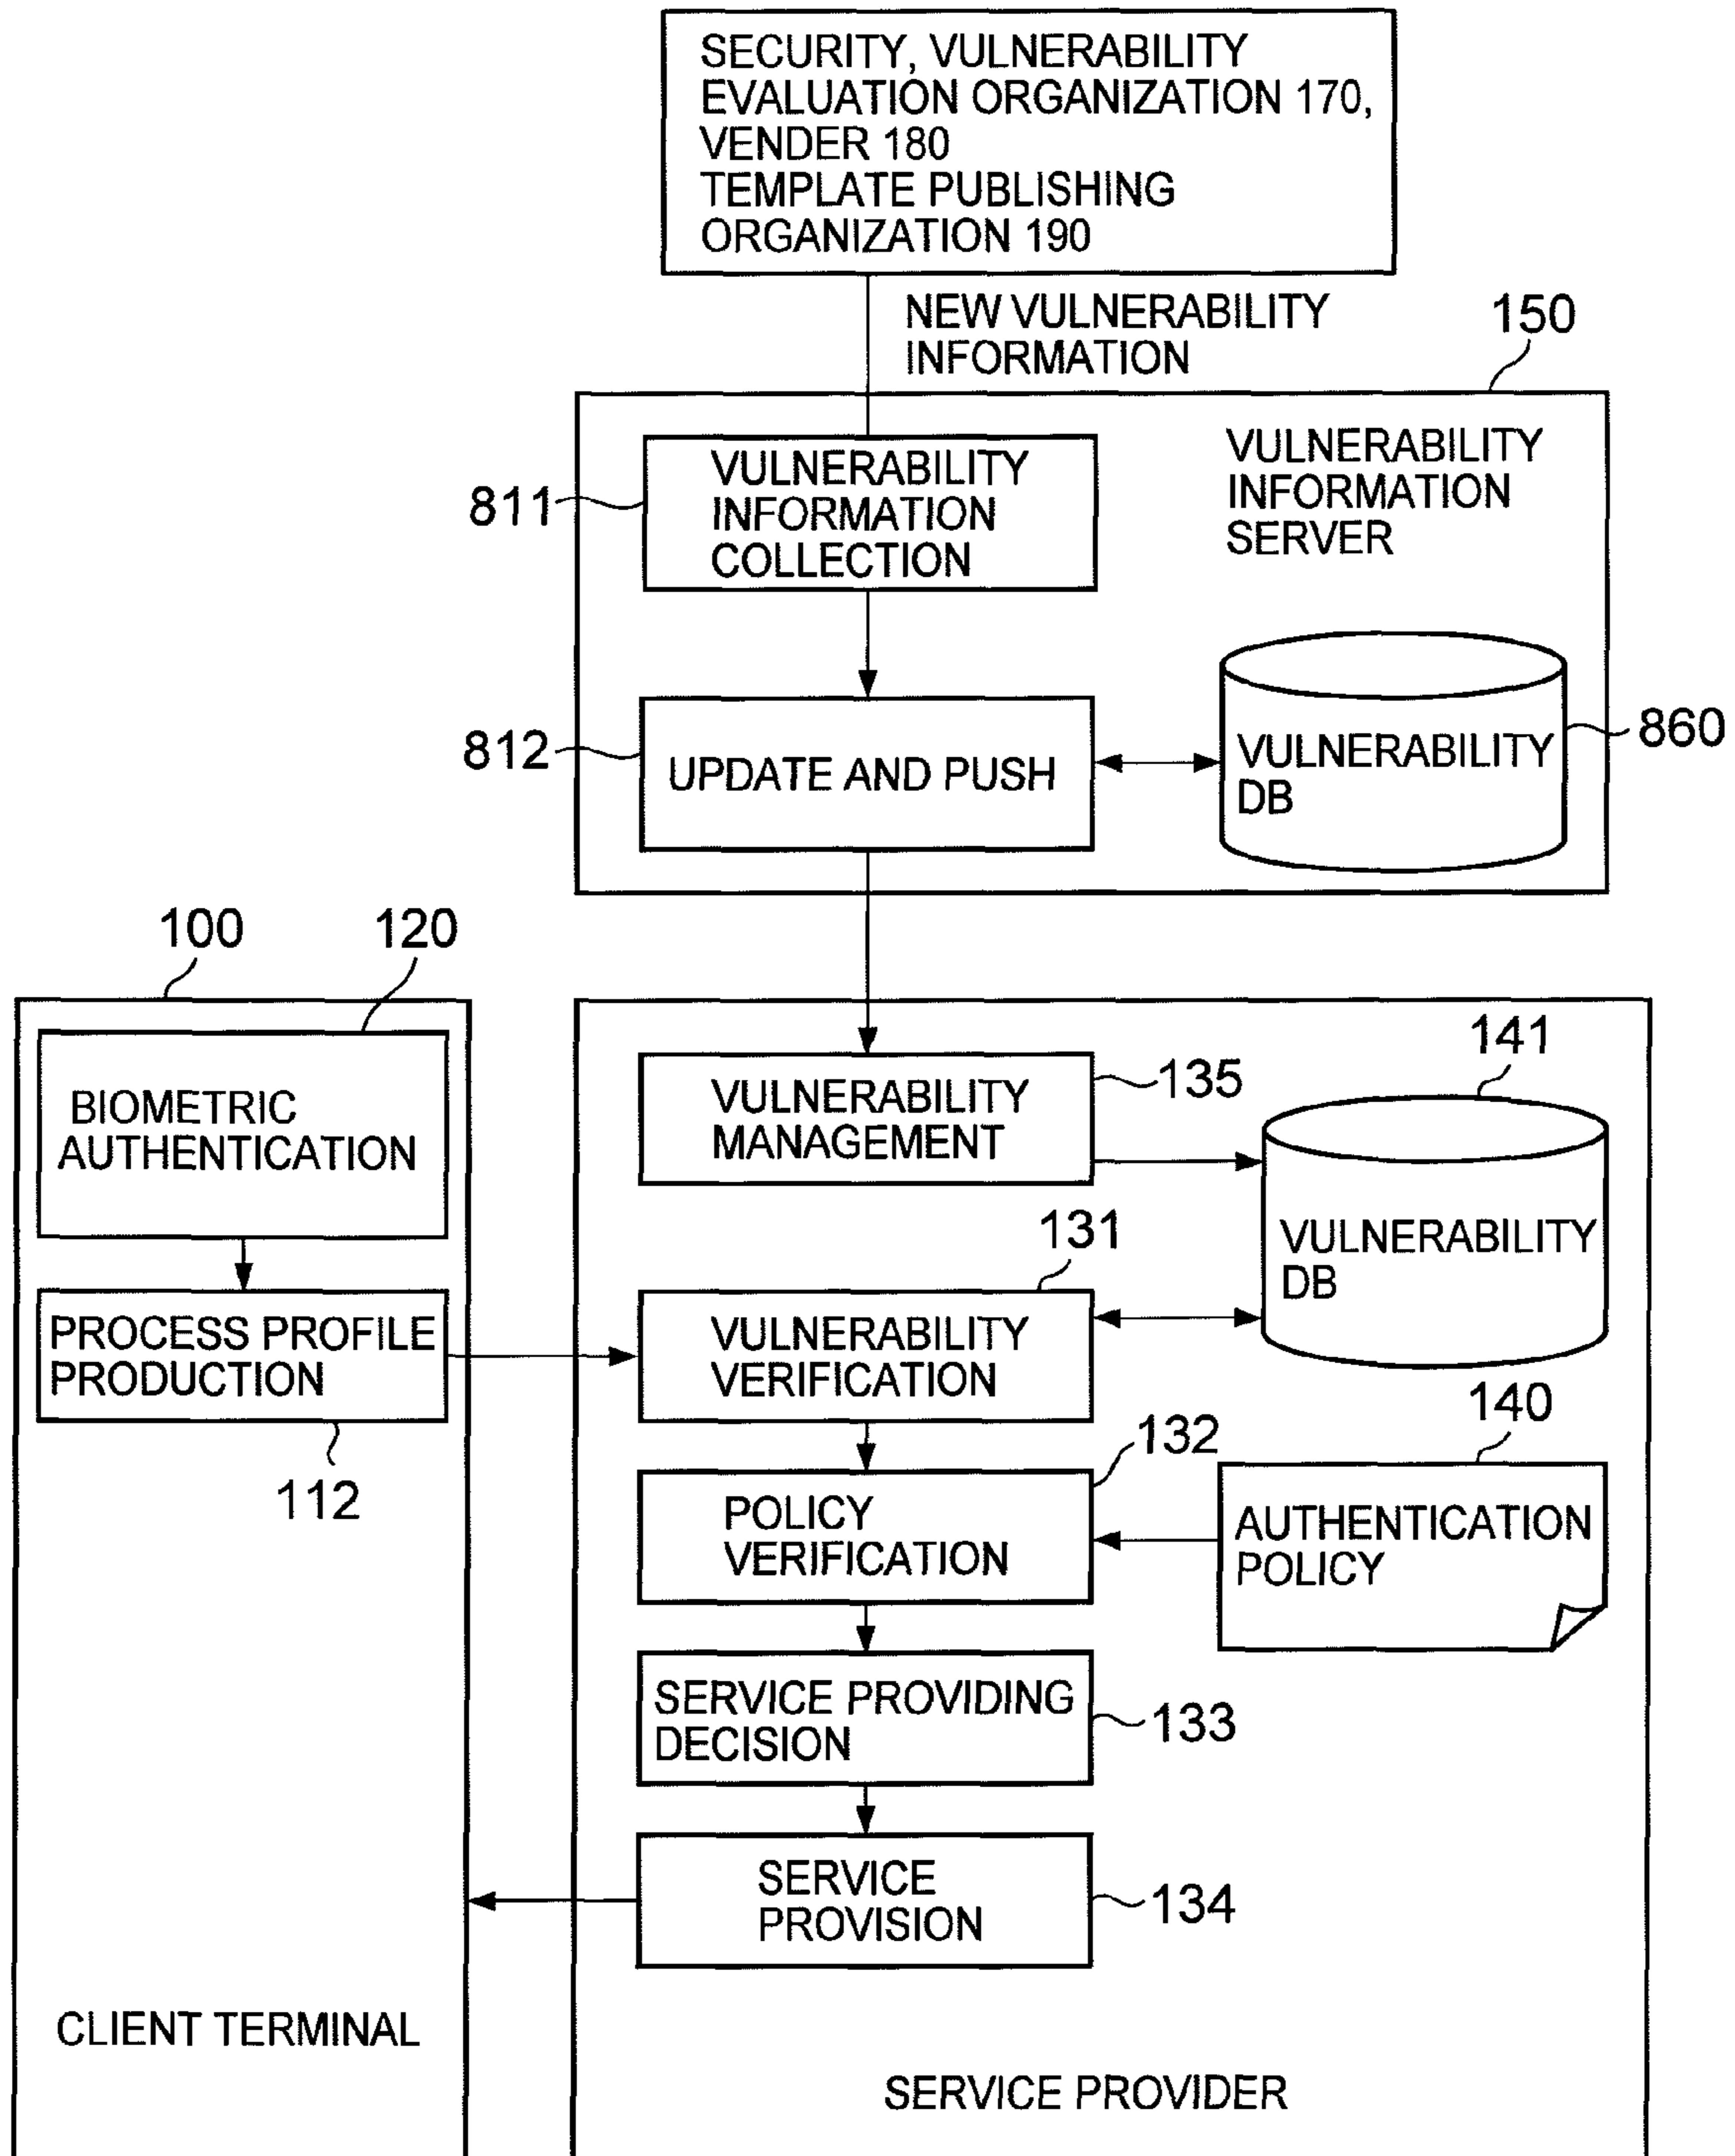 SECURITY, VULNERABILITY
EVALUATION ORGANIZATION 170,
VENDER 180
TEMPLATE PUBLISHING
ORGANIZATION 190
NEW VULNERABILITY
INFORMATION
150
VULNERABILITY
INFORMATION
SERVER
811
VULNERABILITY
INFORMATION
COLLECTION
812
UPDATE AND PUSH
VULNERABILITY
DB
860
100
120
BIOMETRIC
AUTHENTICATION
PROCESS PROFILE
PRODUCTION
112
CLIENT TERMINAL
VULNERABILITY
MANAGEMENT
135
141
VULNERABILITY
DB
131
VULNERABILITY
VERIFICATION
132
POLICY
VERIFICATION
140
AUTHENTICATION
POLICY
SERVICE PROVIDING
DECISION
133
SERVICE
PROVISION
134
SERVICE PROVIDER